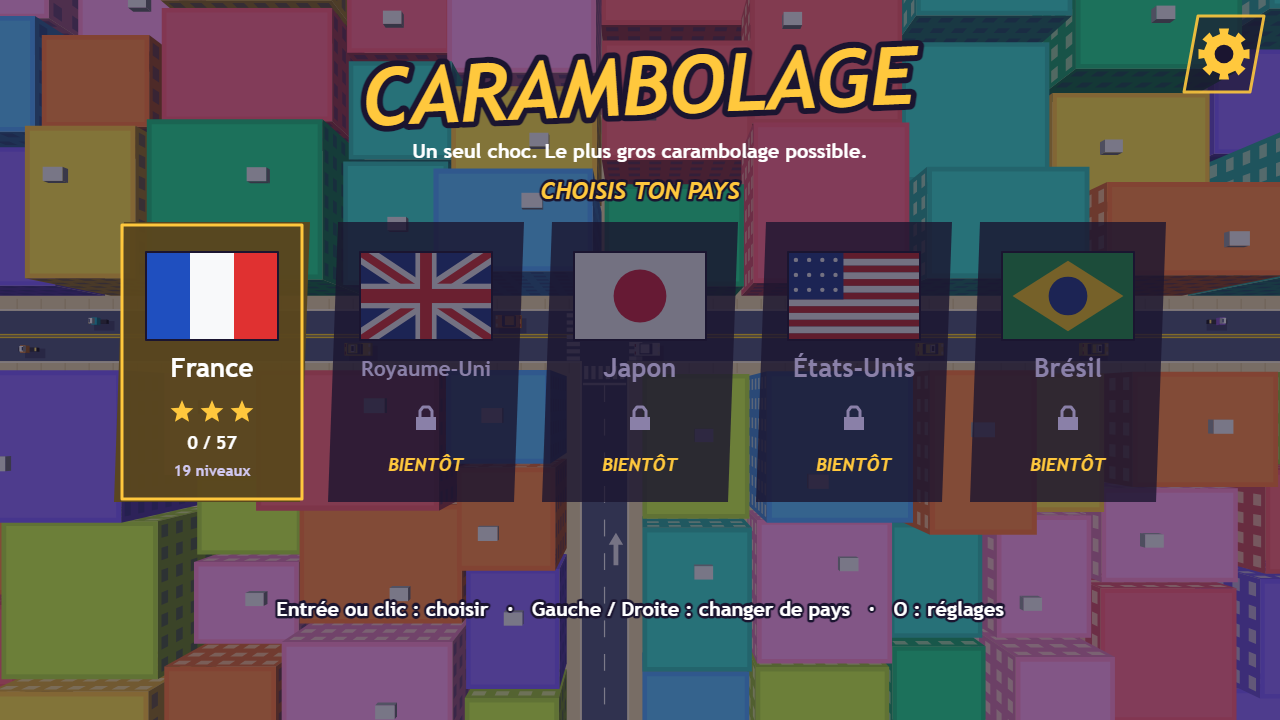 CARAMBOLAGE
Un seul choc. Le plus gros carambolage possible.
CHOISIS TON PAYS
France
0 / 57
19 niveaux
Royaume-Uni
BIENTÔT
Japon
BIENTÔT
États-Unis
BIENTÔT
Brésil
BIENTÔT
Entrée ou clic : choisir · Gauche / Droite : changer de pays · O : réglages